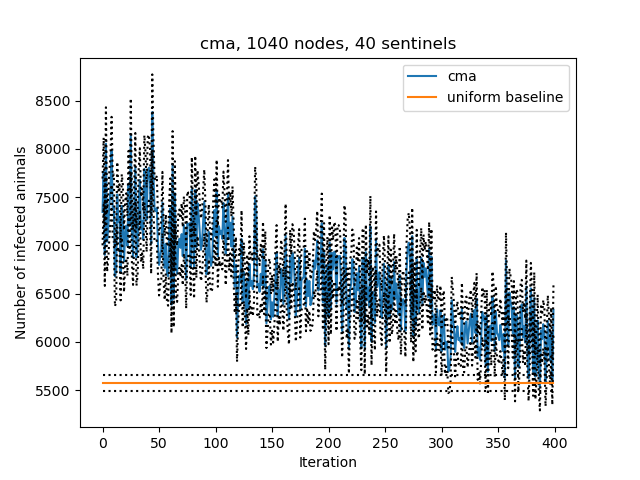 cma, 1040 nodes, 40 sentinels
cma
uniform baseline
8500
8000
7500
7000
6500
6000
5500
Number of infected animals
0 50 100 150 200 250 300 350 400
Iteration